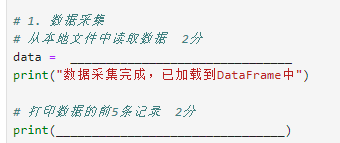 # 1. 数据采集
# 从本地文件中读取数据  2分
data = ______________________________
print("数据采集完成，已加载到DataFrame中")
# 打印数据的前5条记录  2分
print(______________________________)